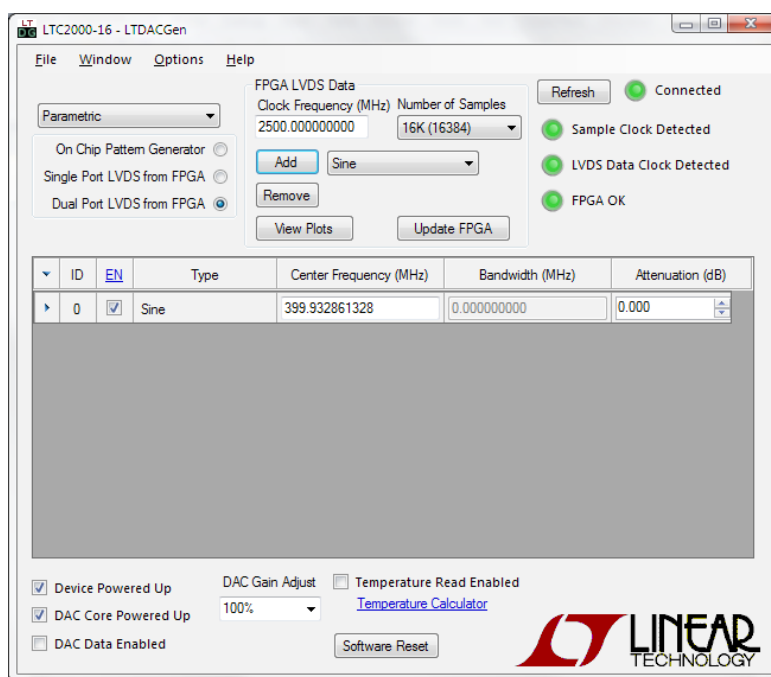 LT
DG LTC2000-16 - LTDACGen
File Window Options Help
FPGA LVDS Data
Parametric
On Chip Pattern Generator
Single Port LVDS from FPGA
Dual Port LVDS from FPGA
Clock Frequency (MHz) Number of Samples
2500.000000000 16K (16384)
Add Sine
Remove
View Plots Update FPGA
Refresh Connected
Sample Clock Detected
LVDS Data Clock Detected
FPGA OK
ID EN Type Center Frequency (MHz) Bandwidth (MHz) Attenuation (dB)
0 Sine 399.932861328 0.000000000 0.000
Device Powered Up
DAC Core Powered Up
DAC Data Enabled
DAC Gain Adjust
100%
Temperature Read Enabled
Temperature Calculator
Software Reset
LINEAR
TECHNOLOGY